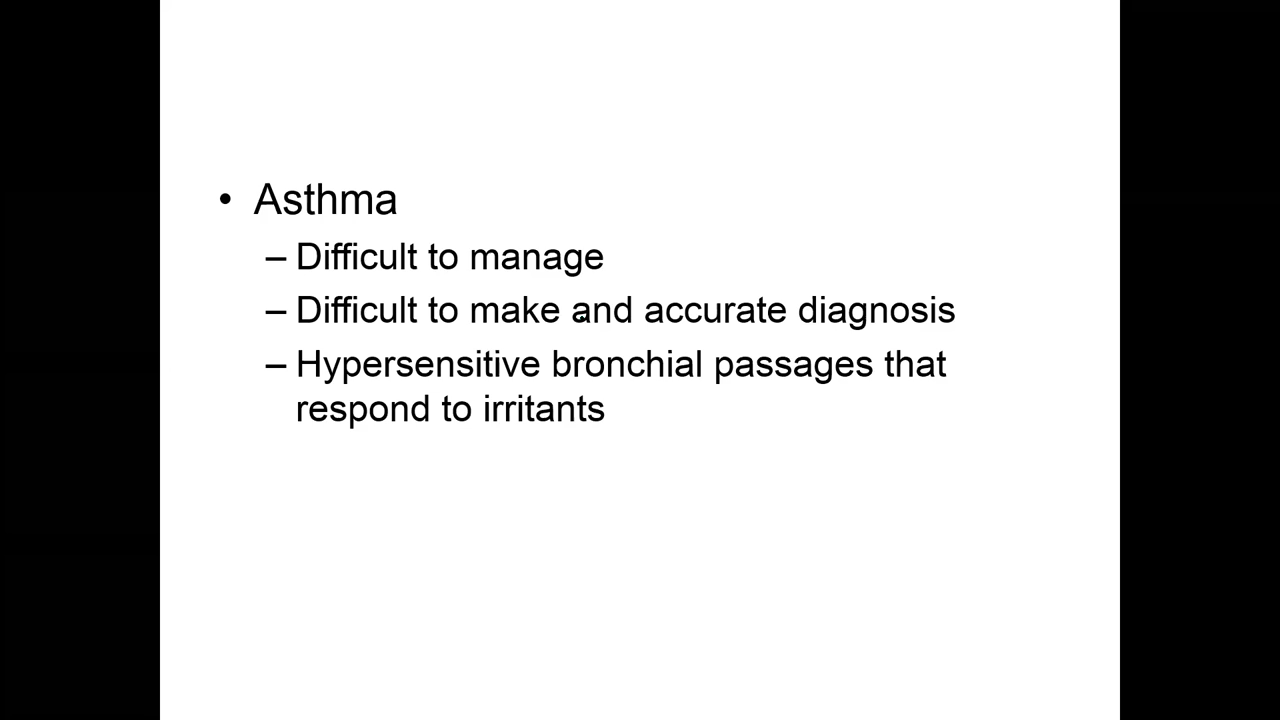 • Asthma
– Difficult to manage
– Difficult to make and accurate diagnosis
– Hypersensitive bronchial passages that
respond to irritants